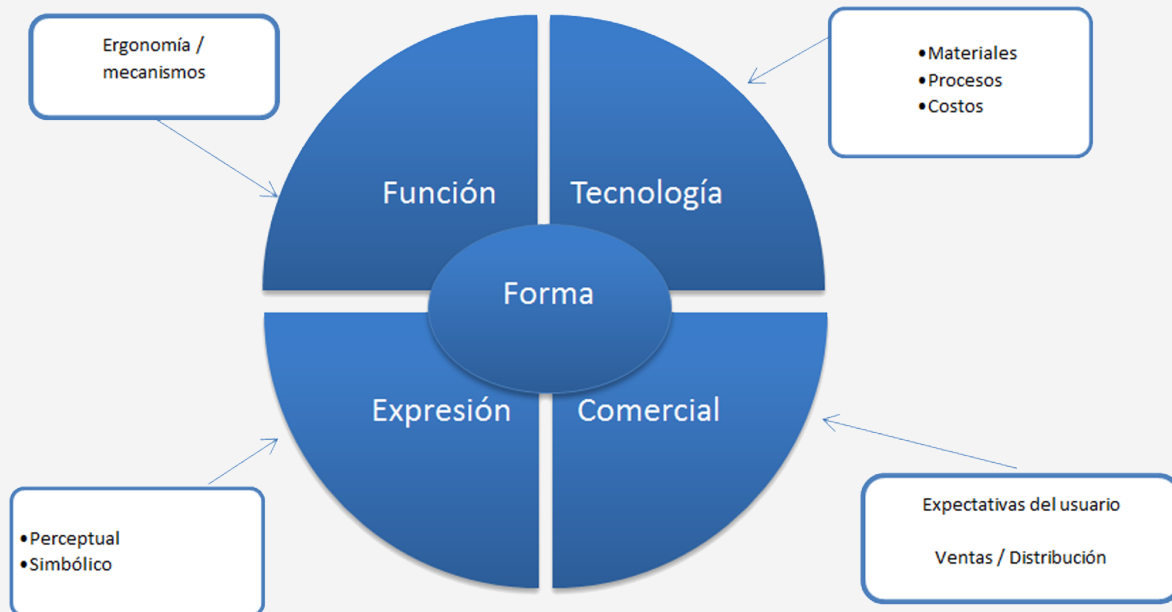 Ergonomía /
mecanismos
•Materiales
•Procesos
•Costos
Función
Tecnología
Forma
Expresión
Comercial
•Perceptual
•Simbólico
Expectativas del usuario
Ventas / Distribución